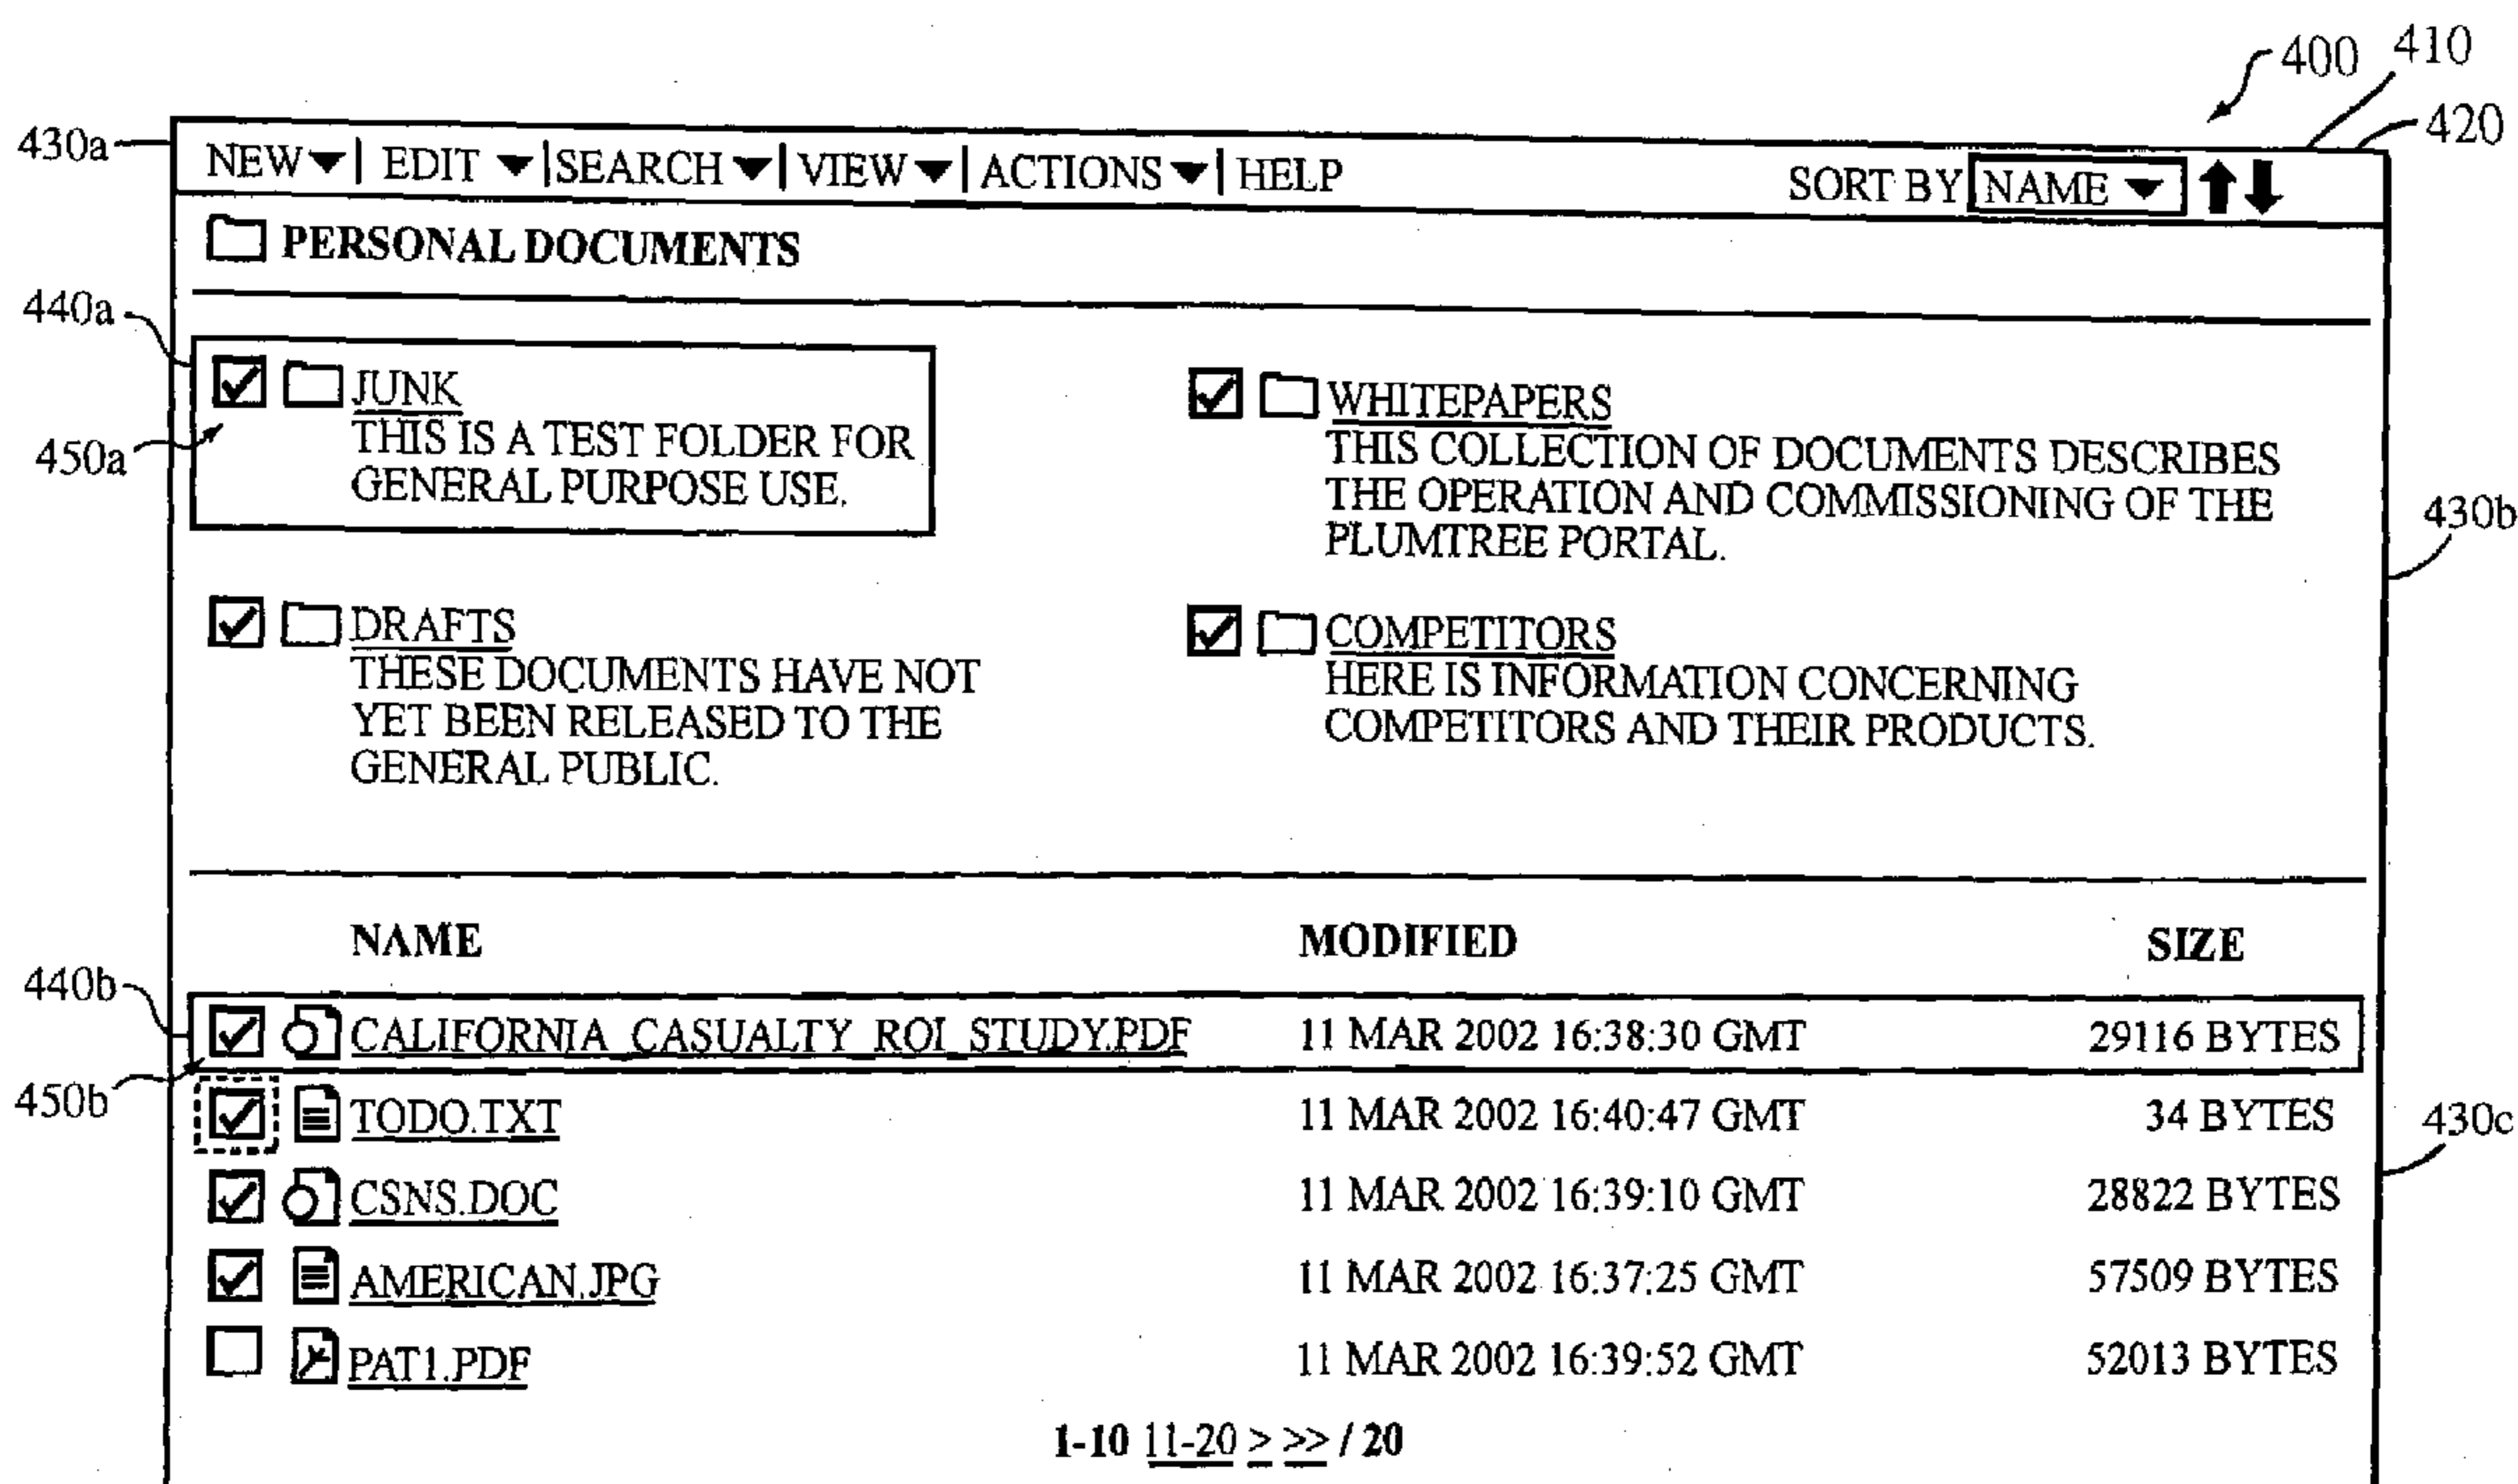 400 410
420
430a
NEW | EDIT | SEARCH | VIEW | ACTIONS | HELP SORT BY NAME
PERSONAL DOCUMENTS
440a
JUNK
THIS IS A TEST FOLDER FOR
GENERAL PURPOSE USE.
450a
WHITEPAPERS
THIS COLLECTION OF DOCUMENTS DESCRIBES
THE OPERATION AND COMMISSIONING OF THE
PLUMTREE PORTAL.
430b
DRAFTS
THESE DOCUMENTS HAVE NOT
YET BEEN RELEASED TO THE
GENERAL PUBLIC.
COMPETITORS
HERE IS INFORMATION CONCERNING
COMPETITORS AND THEIR PRODUCTS.
NAME MODIFIED SIZE
440b
CALIFORNIA_CASUALTY_ROI_STUDY.PDF 11 MAR 2002 16:38:30 GMT 29116 BYTES
450b
TODO.TXT 11 MAR 2002 16:40:47 GMT 34 BYTES
430c
CSNS.DOC 11 MAR 2002 16:39:10 GMT 28822 BYTES
AMERICAN.JPG 11 MAR 2002 16:37:25 GMT 57509 BYTES
PAT1.PDF 11 MAR 2002 16:39:52 GMT 52013 BYTES
1-10 11-20 > >> / 20